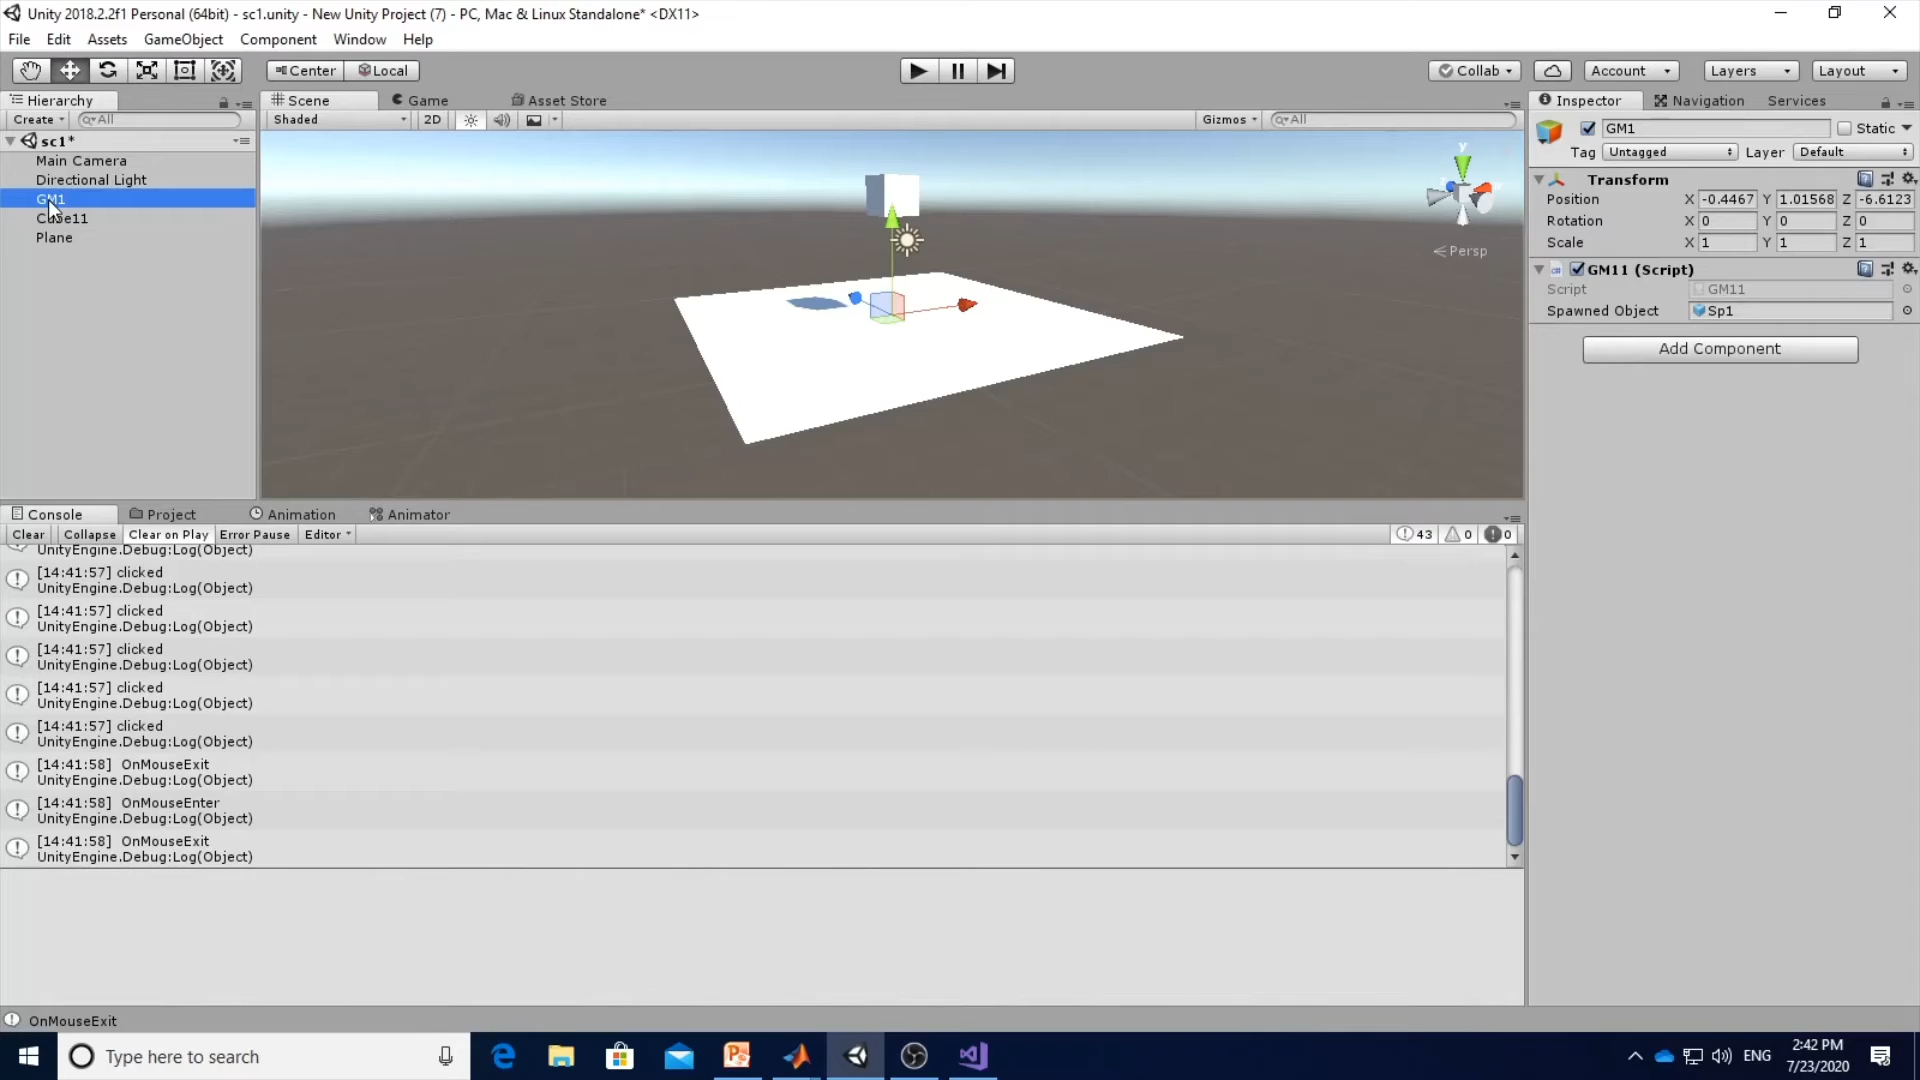 Unity 2018.2.2f1 Personal (64bit) - sc1.unity - New Unity Project (7) - PC, Mac & Linux Standalone* <DX11>
File Edit Assets GameObject Component Window Help
Center Local Collab Account Layers Layout
Hierarchy
Create All
sc1*
Main Camera
Directional Light
GM1
Plane
Scene Game Asset Store
Shaded 2D Gizmos All
y
Persp
Inspector Navigation Services
GM1 Static
Tag Untagged Layer Default
Transform
Position X -0.4467 Y 1.01568 Z -6.6123
Rotation X 0 Y 0 Z 0
Scale X 1 Y 1 Z 1
GM11 (Script)
Script GM11
Spawned Object Sp1
Add Component
Console Project Animation Animator
Clear Collapse Clear on Play Error Pause Editor 43 0 0
UnityEngine.Debug:Log(Object)
[14:41:57] clicked
UnityEngine.Debug:Log(Object)
[14:41:57] clicked
UnityEngine.Debug:Log(Object)
[14:41:57] clicked
UnityEngine.Debug:Log(Object)
[14:41:57] clicked
UnityEngine.Debug:Log(Object)
[14:41:57] clicked
UnityEngine.Debug:Log(Object)
[14:41:58] OnMouseExit
UnityEngine.Debug:Log(Object)
[14:41:58] OnMouseEnter
UnityEngine.Debug:Log(Object)
[14:41:58] OnMouseExit
UnityEngine.Debug:Log(Object)
OnMouseExit
Type here to search
ENG
2:42 PM
7/23/2020